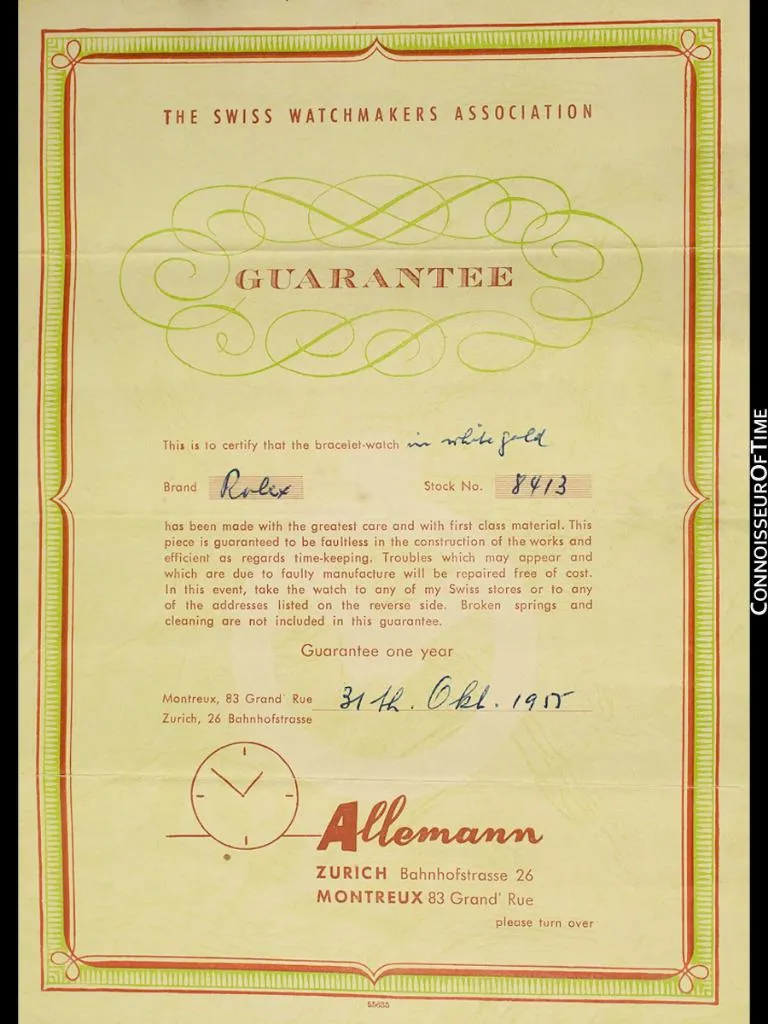 THE SWISS WATCHMAKERS ASSOCIATION
GUARANTEE
This is to certify that the bracelet-watch in white gold
Brand Rolex Stock No. 8413
has been made with the greatest care and with first class material. This
piece is guaranteed to be faultless in the construction of the works and
efficient as regards time-keeping. Troubles which may appear and
which are due to faulty manufacture will be repaired free of cost.
In this event, take the watch to any of my Swiss stores or to any
of the addresses listed on the reverse side. Broken springs and
cleaning are not included in this guarantee.
Guarantee one year
Montreux, 83 Grand' Rue 31th. Okt. 1955
Zurich, 26 Bahnhofstrasse
Allemann
ZURICH Bahnhofstrasse 26
MONTREUX 83 Grand' Rue
please turn over
CONNOISSEUROFTIME